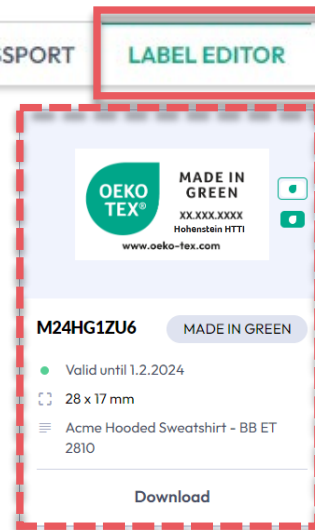 SSPORT
LABEL EDITOR
OEKO
TEX®
MADE IN
GREEN
XX.XXX.XXXX
Hohenstein HTTI
www.oeko-tex.com
M24HG1ZU6
MADE IN GREEN
Valid until 1.2.2024
28 x 17 mm
Acme Hooded Sweatshirt - BB ET
2810
Download